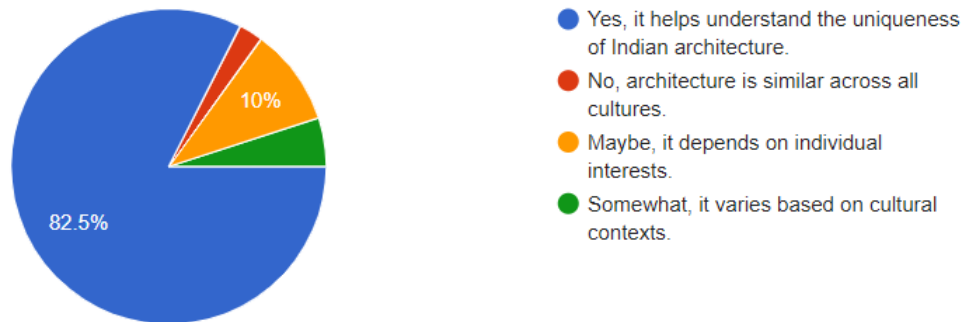 Yes, it helps understand the uniqueness
of Indian architecture.
No, architecture is similar across all
cultures.
Maybe, it depends on individual
interests.
Somewhat, it varies based on cultural
contexts.
10%
82.5%